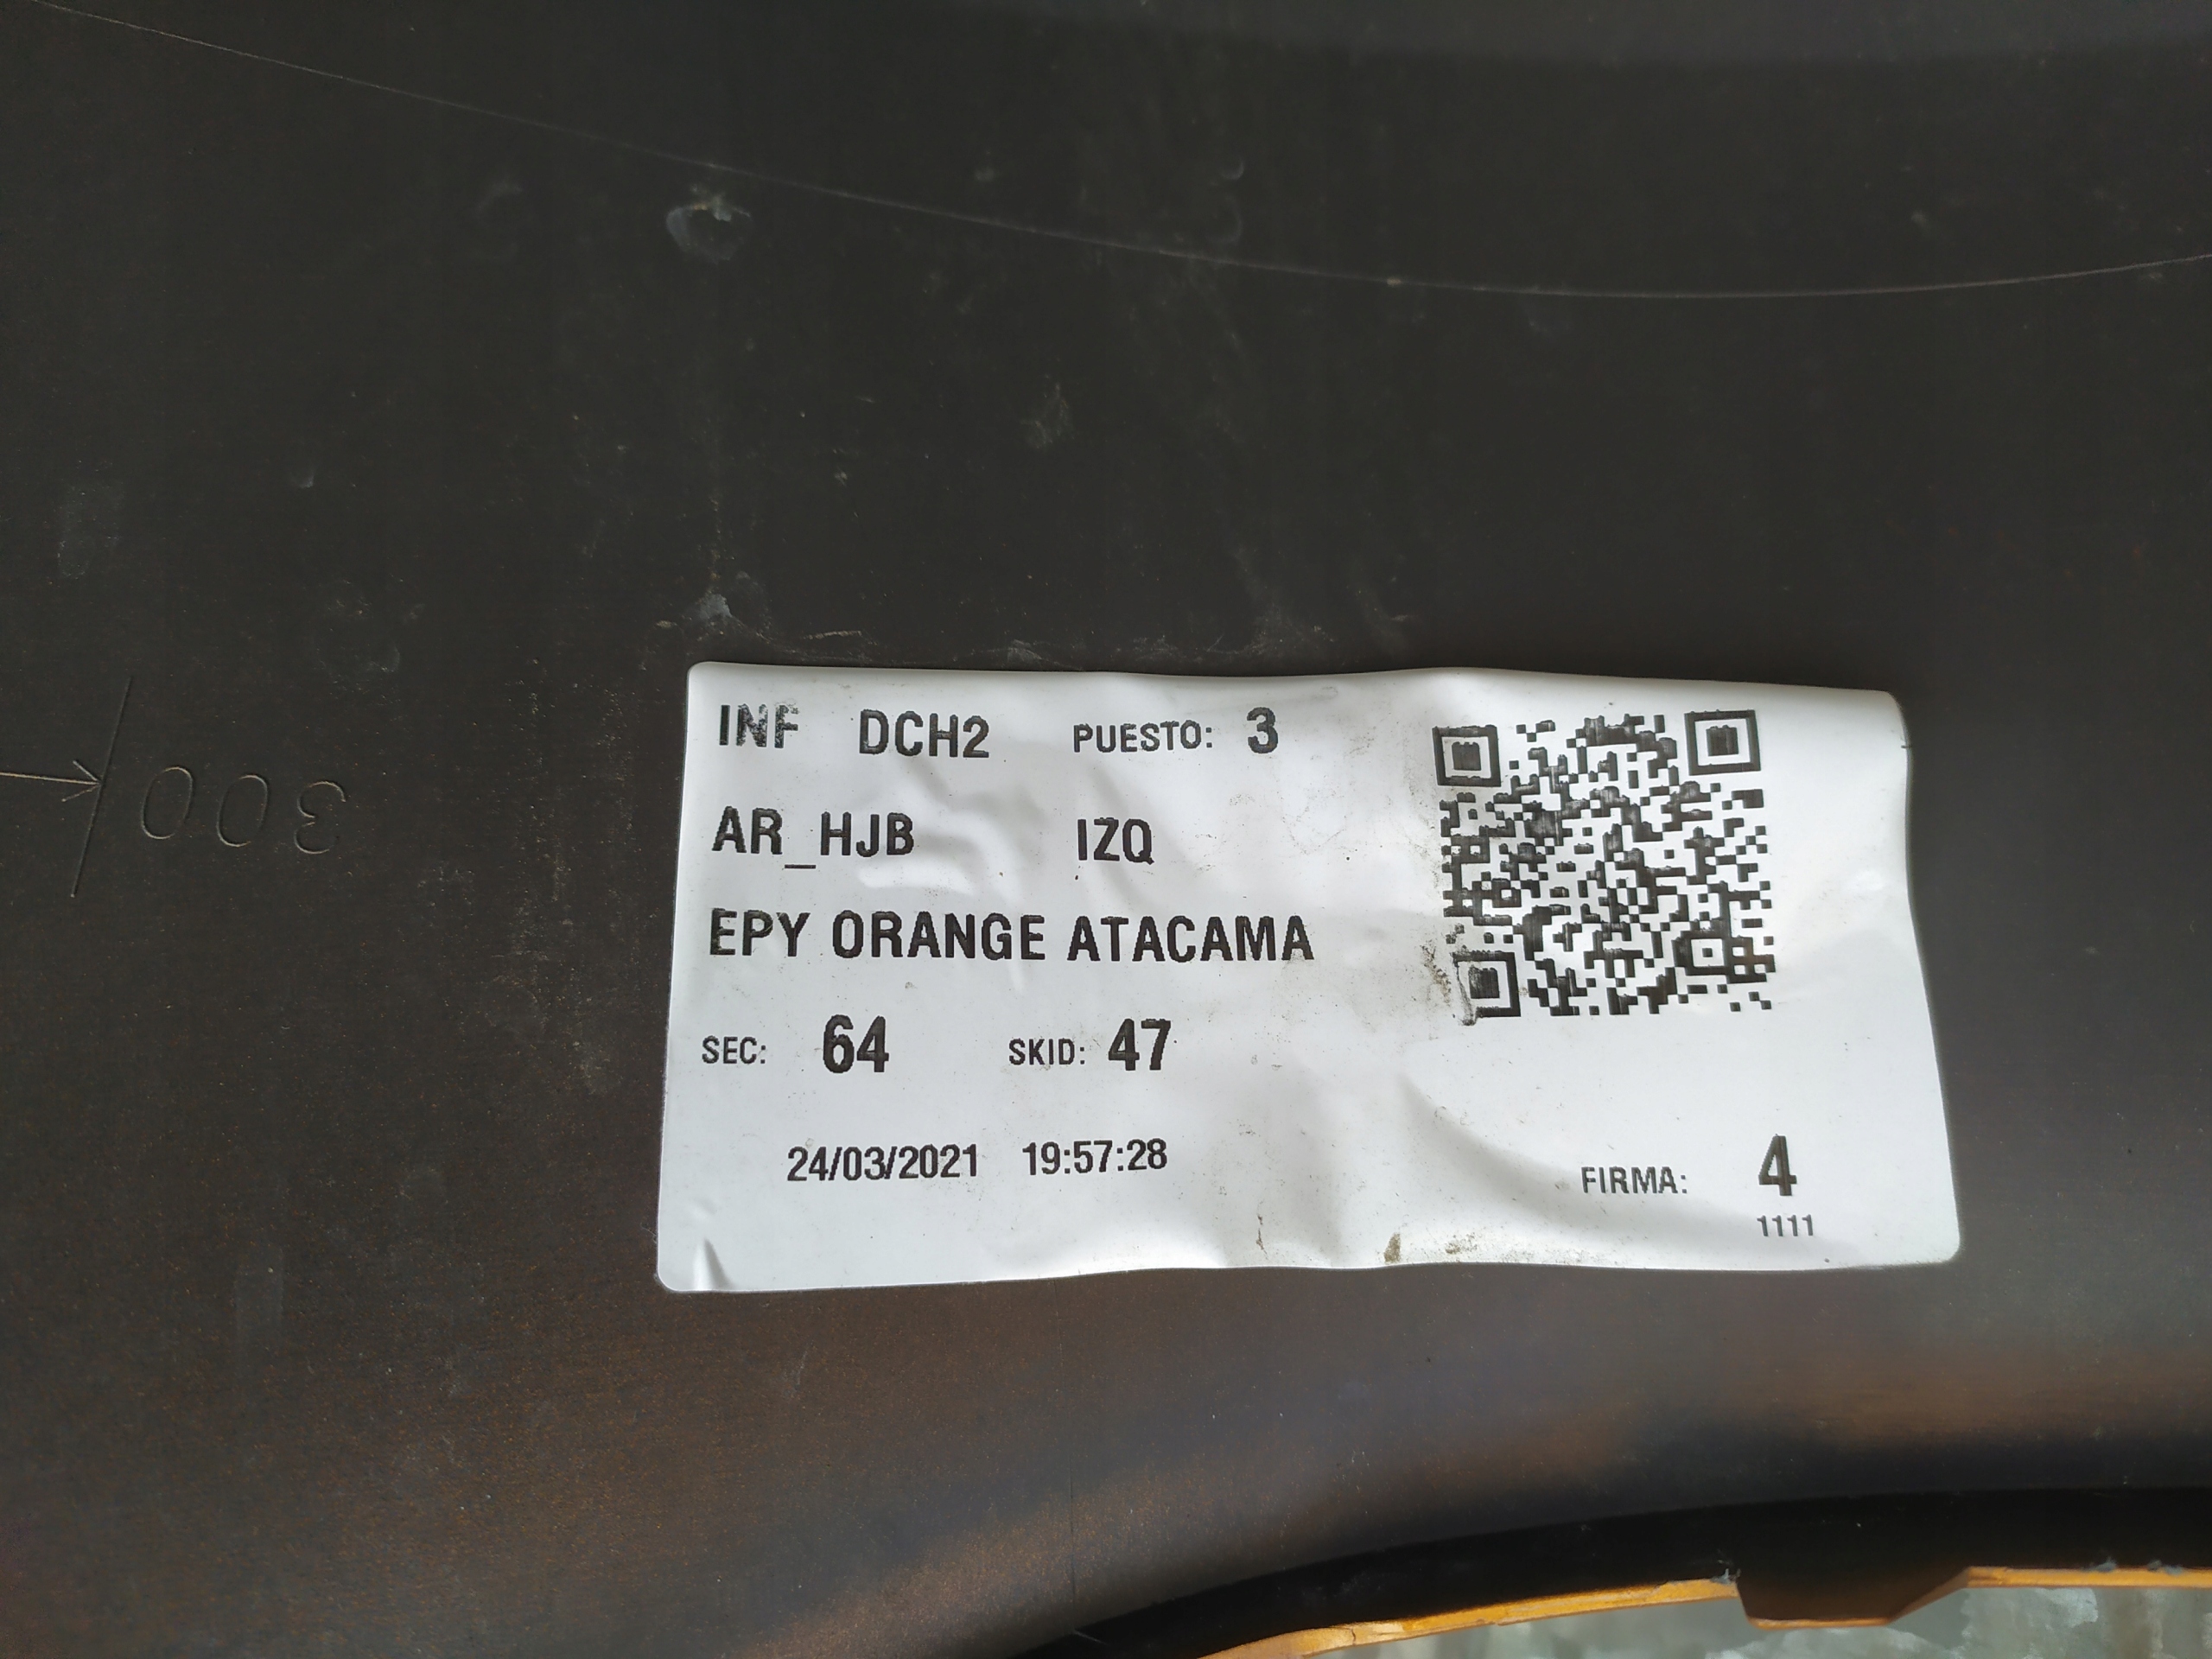 INF DCH2 PUESTO: 3
AR_HJB IZQ
EPY ORANGE ATACAMA
SEC: 64 SKID: 47
24/03/2021 19:57:28
FIRMA: 4
1111
300